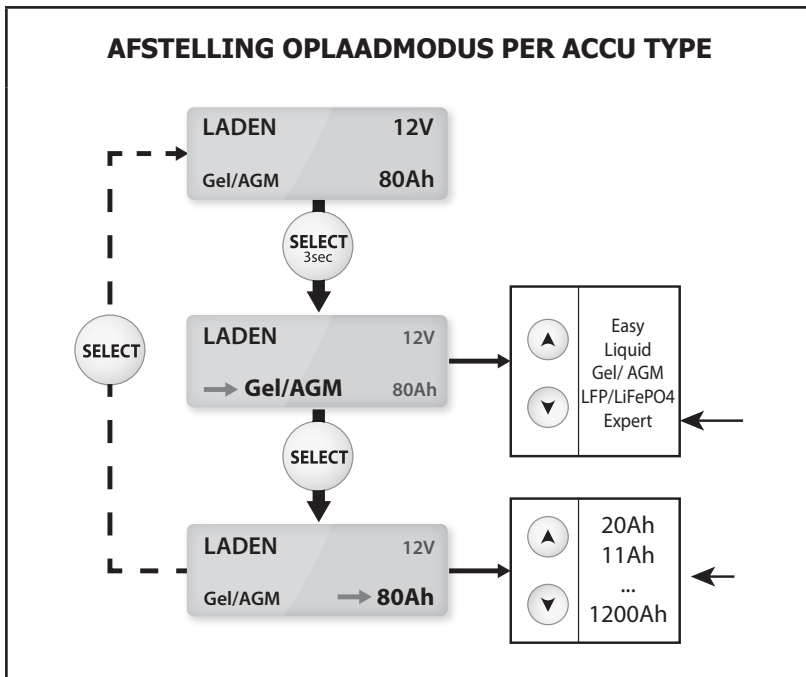 AFSTELLING OPLAADMODUS PER ACCU TYPE
LADEN 12V
Gel/AGM 80Ah
SELECT
3sec
LADEN 12V
Gel/AGM 80Ah
SELECT
SELECT
LADEN 12V
Gel/AGM 80Ah
Easy
Liquid
Gel/ AGM
LFP/LiFePO4
Expert
20Ah
11Ah
...
1200Ah